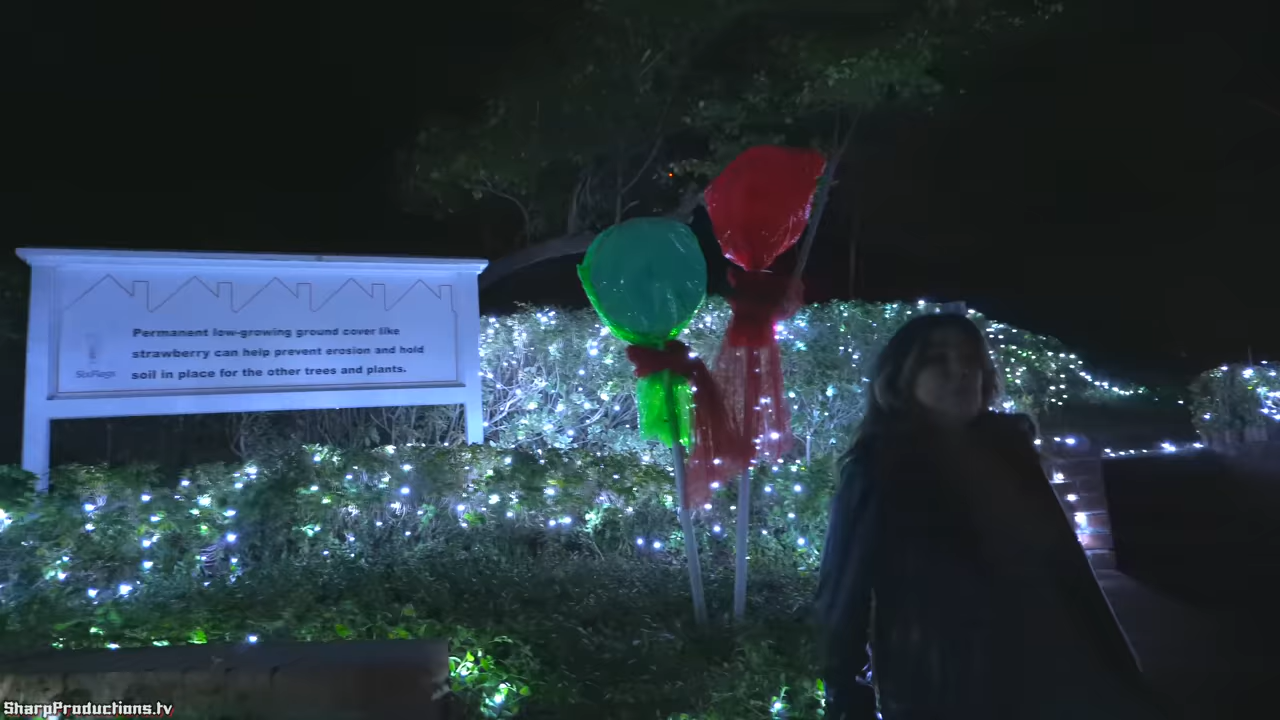 Permanent low-growing ground cover like
strawberry can help prevent erosion and hold
soil in place for the other trees and plants.
SixFlags
SharpProductions.tv